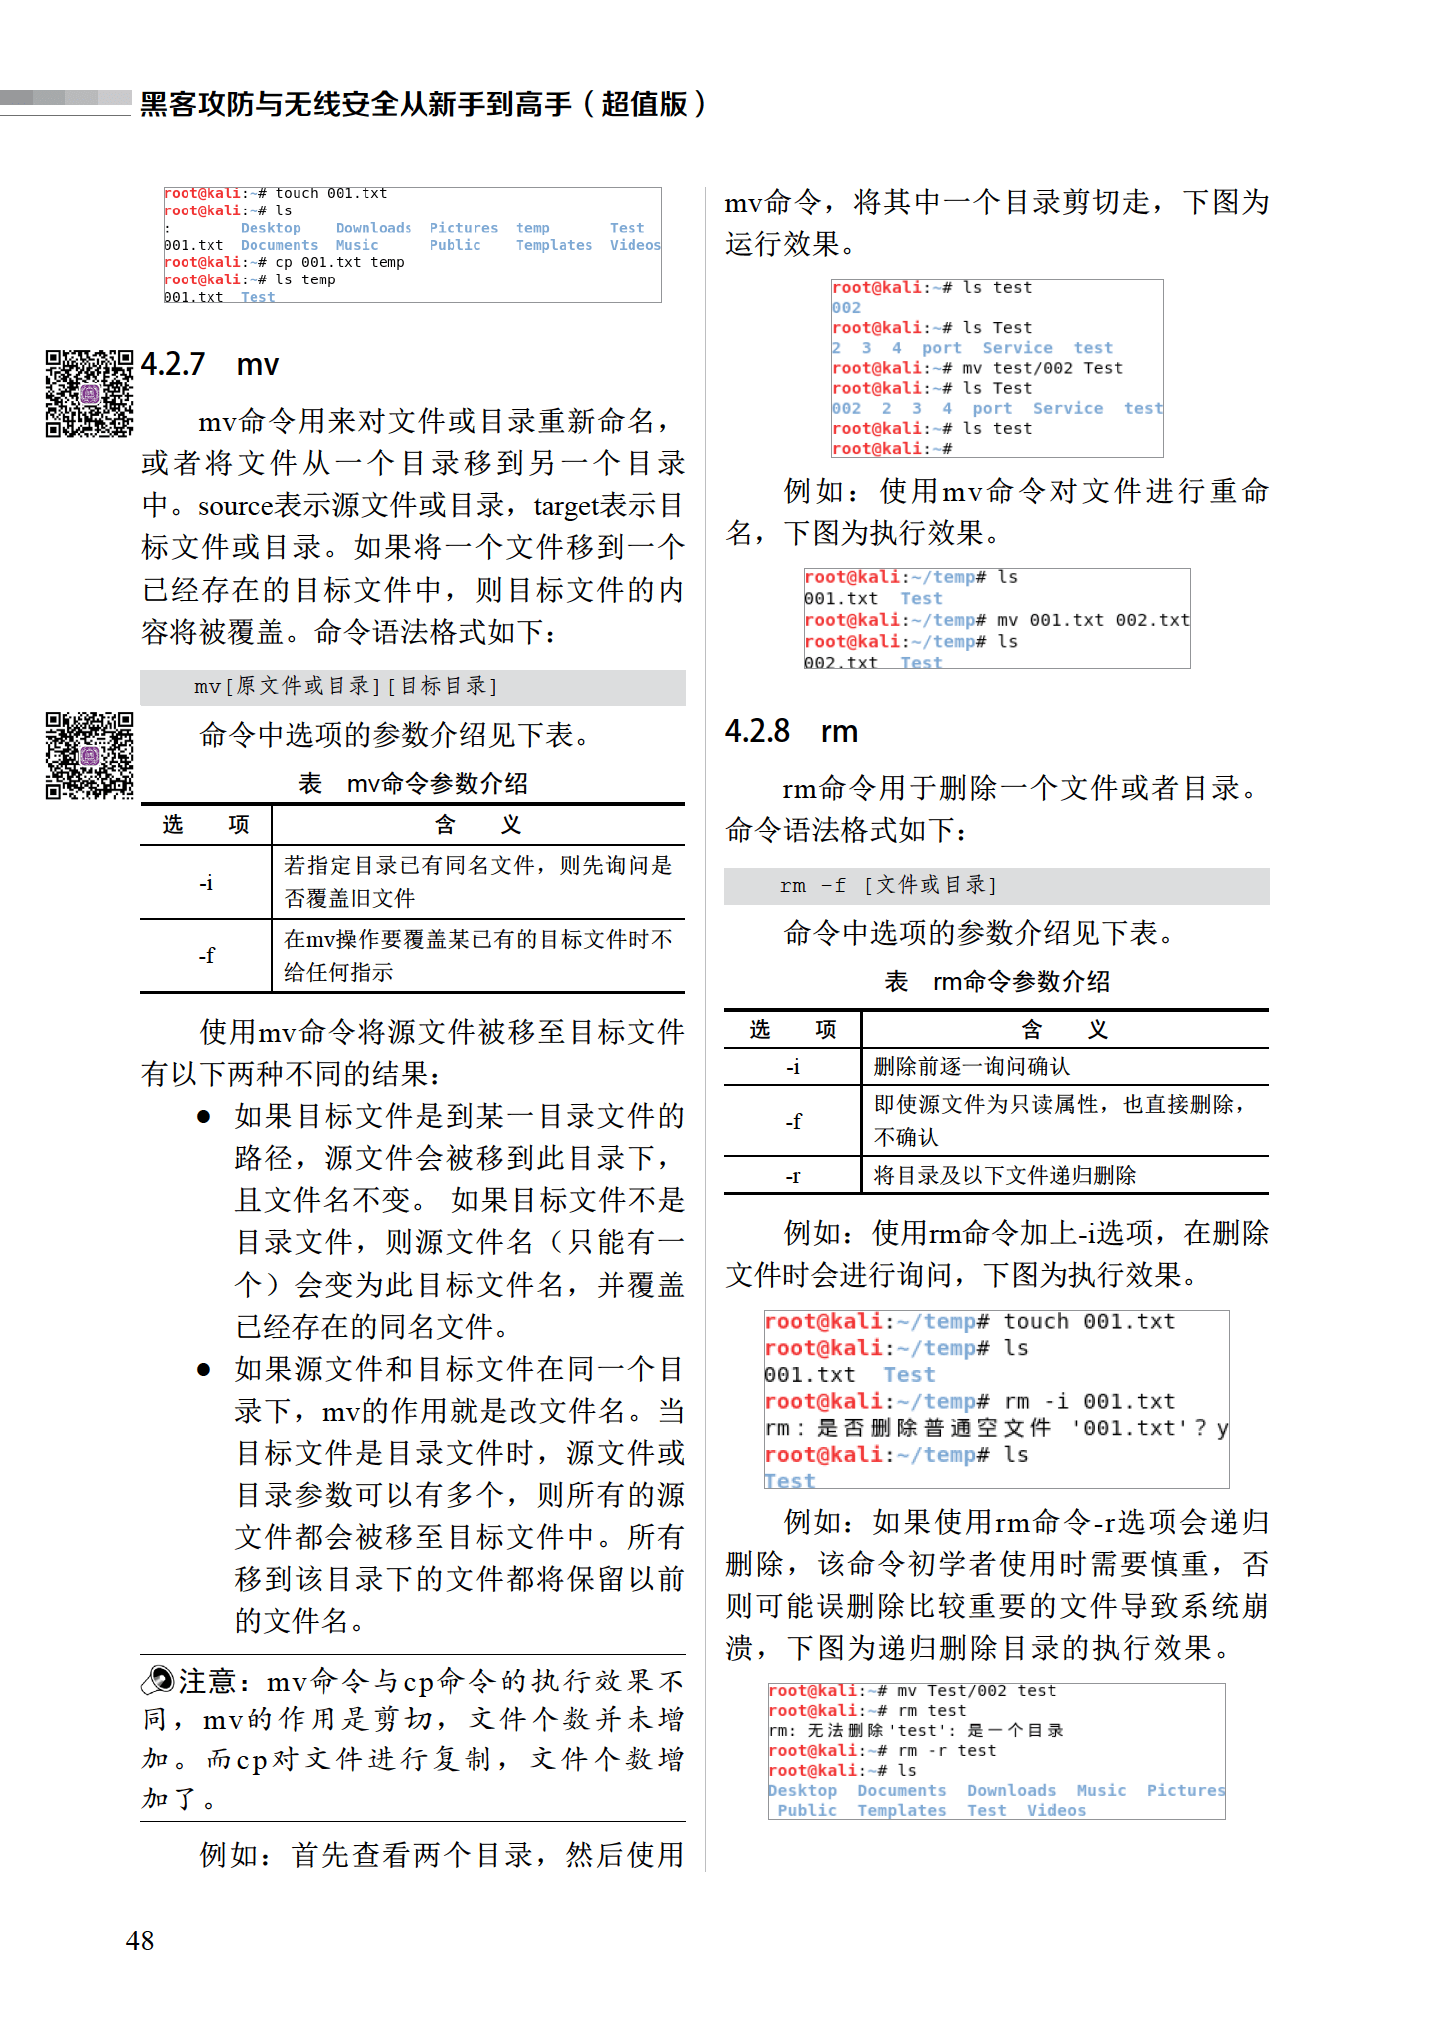 黑客攻防与无线安全从新手到高手（超值版）
root@kali:~# touch 001.txt
root@kali:~# ls
:        Desktop    Downloads  Pictures  temp       Test
001.txt  Documents  Music      Public    Templates  Videos
root@kali:~# cp 001.txt temp
root@kali:~# ls temp
001.txt  Test
4.2.7 mv
mv命令用来对文件或目录重新命名，
或者将文件从一个目录移到另一个目录
中。source表示源文件或目录，target表示目
标文件或目录。如果将一个文件移到一个
已经存在的目标文件中，则目标文件的内
容将被覆盖。命令语法格式如下：
mv[原文件或目录][目标目录]
命令中选项的参数介绍见下表。
表 mv命令参数介绍
选 项 含 义
-i 若指定目录已有同名文件，则先询问是
否覆盖旧文件
-f 在mv操作要覆盖某已有的目标文件时不
给任何指示
使用mv命令将源文件被移至目标文件
有以下两种不同的结果：
● 如果目标文件是到某一目录文件的
路径，源文件会被移到此目录下，
且文件名不变。 如果目标文件不是
目录文件，则源文件名（只能有一
个）会变为此目标文件名，并覆盖
已经存在的同名文件。
● 如果源文件和目标文件在同一个目
录下，mv的作用就是改文件名。当
目标文件是目录文件时，源文件或
目录参数可以有多个，则所有的源
文件都会被移至目标文件中。所有
移到该目录下的文件都将保留以前
的文件名。
注意：mv命令与cp命令的执行效果不
同，mv的作用是剪切，文件个数并未增
加。而cp对文件进行复制，文件个数增
加了。
例如：首先查看两个目录，然后使用
mv命令，将其中一个目录剪切走，下图为
运行效果。
root@kali:~# ls test
002
root@kali:~# ls Test
2  3  4  port  Service  test
root@kali:~# mv test/002 Test
root@kali:~# ls Test
002  2  3  4  port  Service  test
root@kali:~# ls test
root@kali:~#
例如：使用mv命令对文件进行重命
名，下图为执行效果。
root@kali:~/temp# ls
001.txt  Test
root@kali:~/temp# mv 001.txt 002.txt
root@kali:~/temp# ls
002.txt  Test
4.2.8 rm
rm命令用于删除一个文件或者目录。
命令语法格式如下：
rm -f [文件或目录]
命令中选项的参数介绍见下表。
表 rm命令参数介绍
选 项 含 义
-i 删除前逐一询问确认
-f 即使源文件为只读属性，也直接删除，
不确认
-r 将目录及以下文件递归删除
例如：使用rm命令加上-i选项，在删除
文件时会进行询问，下图为执行效果。
root@kali:~/temp# touch 001.txt
root@kali:~/temp# ls
001.txt  Test
root@kali:~/temp# rm -i 001.txt
rm：是否删除普通空文件 '001.txt'？y
root@kali:~/temp# ls
Test
例如：如果使用rm命令-r选项会递归
删除，该命令初学者使用时需要慎重，否
则可能误删除比较重要的文件导致系统崩
溃，下图为递归删除目录的执行效果。
root@kali:~# mv Test/002 test
root@kali:~# rm test
rm: 无法删除'test': 是一个目录
root@kali:~# rm -r test
root@kali:~# ls
Desktop  Documents  Downloads  Music  Pictures
Public  Templates  Test  Videos
48